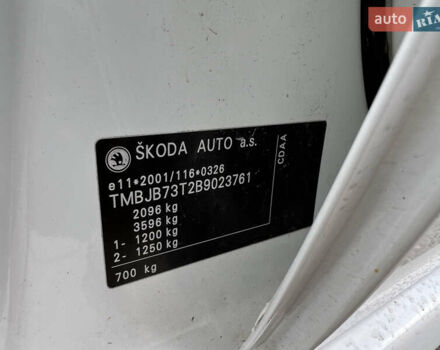 auto RIA
ŠKODA AUTO a.s.
CDAA
e11*2001/116*0326
TMBJB73T2B9023761
2096 kg
3596 kg
1- 1200 kg
2- 1250 kg
700 kg